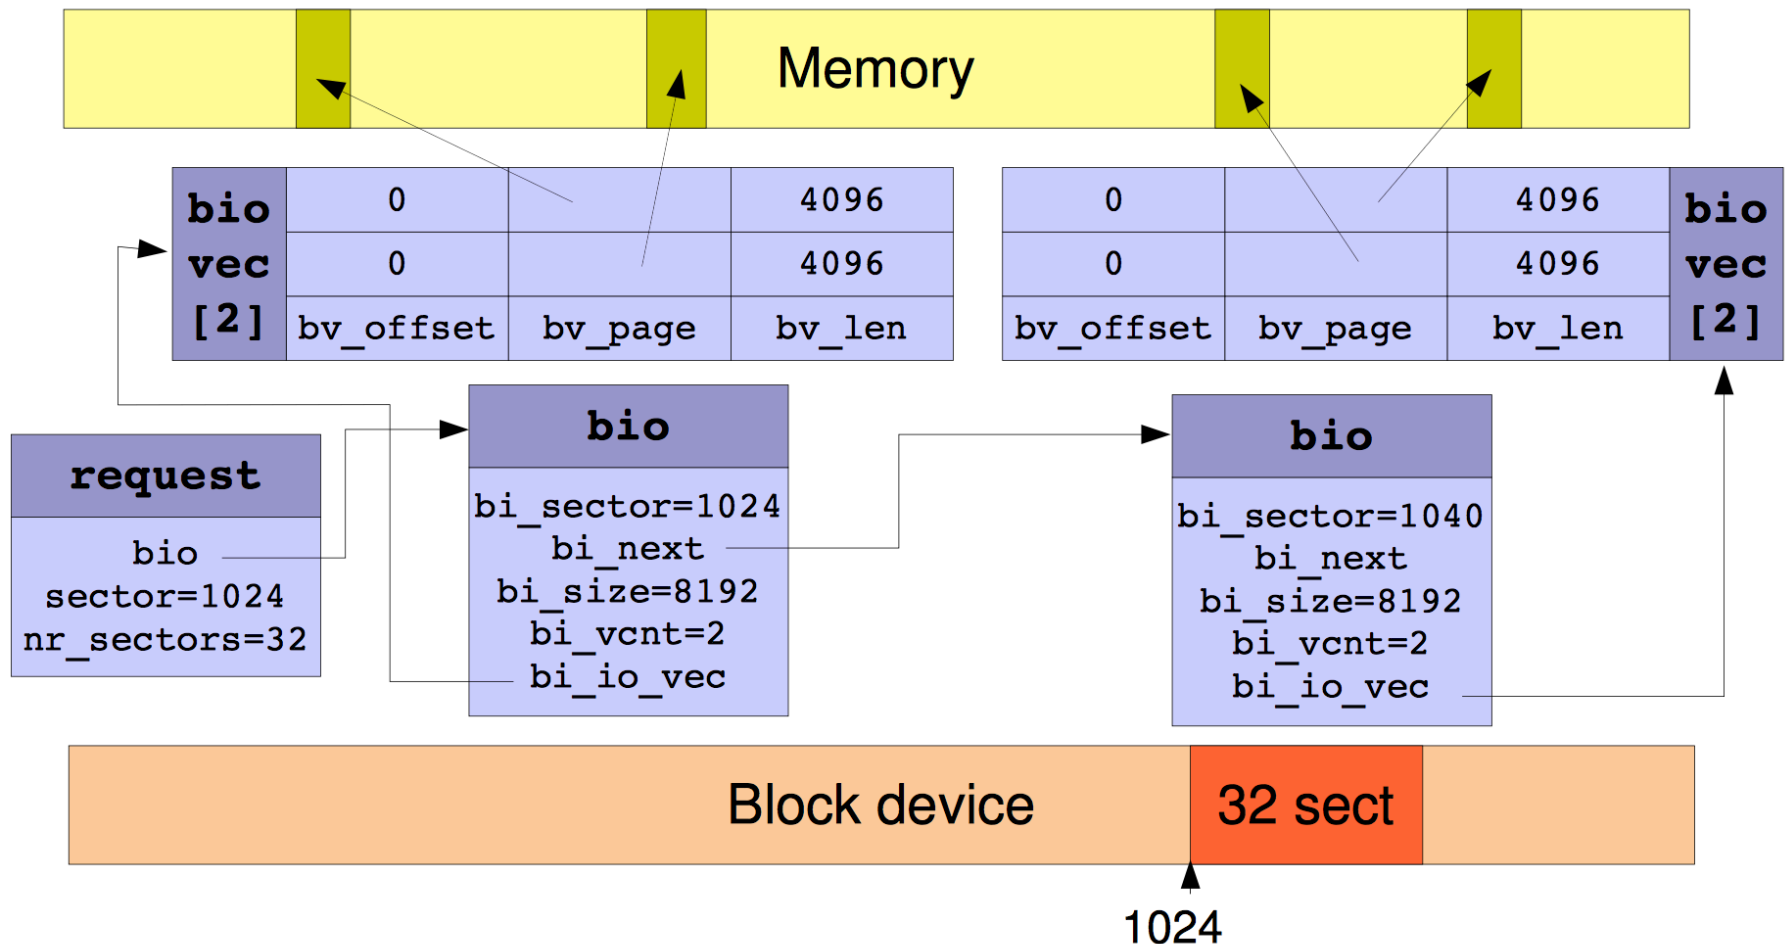 Memory
bio
vec
[2]
0
4096
0
4096
bv_offset
bv_page
bv_len
0
4096
0
4096
bv_offset
bv_page
bv_len
bio
vec
[2]
request
bio
sector=1024
nr_sectors=32
bio
bi_sector=1024
bi_next
bi_size=8192
bi_vcnt=2
bi_io_vec
bio
bi_sector=1040
bi_next
bi_size=8192
bi_vcnt=2
bi_io_vec
Block device
32 sect
1024